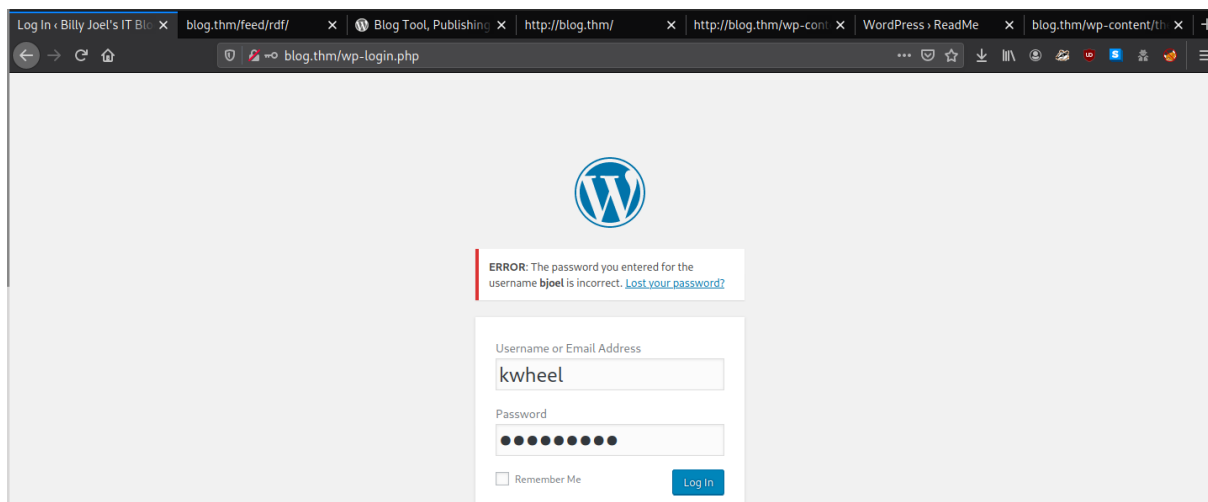 Log In ‹ Billy Joel's IT Blo
blog.thm/feed/rdf/
Blog Tool, Publishing
http://blog.thm/
http://blog.thm/wp-cont
WordPress › ReadMe
blog.thm/wp-content/th
blog.thm/wp-login.php
ERROR: The password you entered for the
username bjoel is incorrect. Lost your password?
Username or Email Address
kwheel
Password
Remember Me
Log In